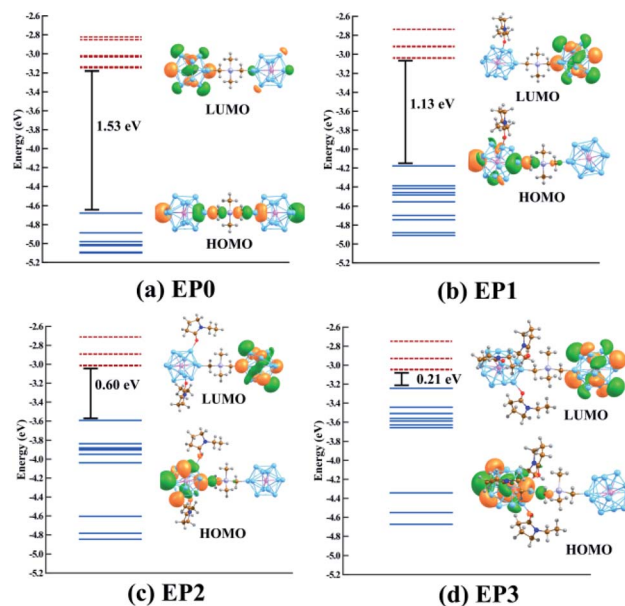 -2.6
-2.8
-3.0
-3.2
-3.4
-3.6
-3.8
-4.0
-4.2
-4.4
-4.6
-4.8
-5.0
-5.2
Energy (eV)
1.53 eV
LUMO
HOMO
(a) EP0
-2.6
-2.8
-3.0
-3.2
-3.4
-3.6
-3.8
-4.0
-4.2
-4.4
-4.6
-4.8
-5.0
-5.2
Energy (eV)
1.13 eV
LUMO
HOMO
(b) EP1
-2.6
-2.8
-3.0
-3.2
-3.4
-3.6
-3.8
-4.0
-4.2
-4.4
-4.6
-4.8
-5.0
-5.2
Energy (eV)
0.60 eV
LUMO
HOMO
(c) EP2
-2.6
-2.8
-3.0
-3.2
-3.4
-3.6
-3.8
-4.0
-4.2
-4.4
-4.6
-4.8
-5.0
-5.2
Energy (eV)
0.21 eV
LUMO
HOMO
(d) EP3